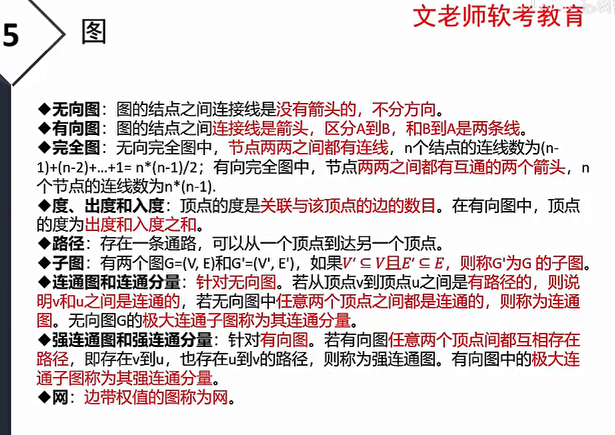 文老师软考教育
5
图
◆无向图：图的结点之间连接线是没有箭头的，不分方向。
◆有向图：图的结点之间连接线是箭头，区分A到B，和B到A是两条线。
◆完全图：无向完全图中，节点两两之间都有连线，n个结点的连线数为(n-
1)+(n-2)+…+1= n*(n-1)/2；有向完全图中，节点两两之间都有互通的两个箭头，n
个节点的连线数为n*(n-1).
◆度、出度和入度：顶点的度是关联与该顶点的边的数目。在有向图中，顶点
的度为出度和入度之和。
◆路径：存在一条通路，可以从一个顶点到达另一个顶点。
◆子图：有两个图G=(V, E)和G'=(V', E')，如果V′ ⊆ V且E′ ⊆ E，则称G'为G 的子图。
◆连通图和连通分量：针对无向图。若从顶点v到顶点u之间是有路径的，则说
明v和u之间是连通的，若无向图中任意两个顶点之间都是连通的，则称为连通
图。无向图G的极大连通子图称为其连通分量。
◆强连通图和强连通分量：针对有向图。若有向图任意两个顶点间都互相存在
路径，即存在v到u，也存在u到v的路径，则称为强连通图。有向图中的极大连
通子图称为其强连通分量。
◆网：边带权值的图称为网。